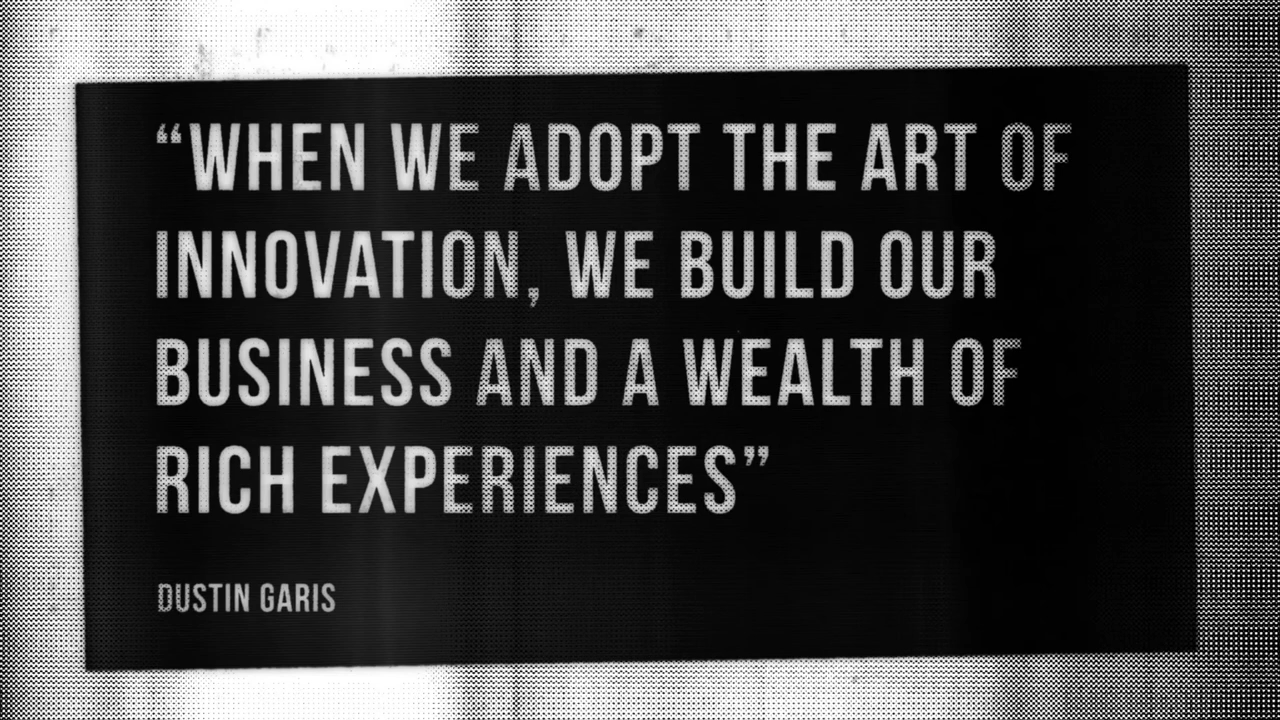 “WHEN WE ADOPT THE ART OF
INNOVATION, WE BUILD OUR
BUSINESS AND A WEALTH OF
RICH EXPERIENCES”
DUSTIN GARIS